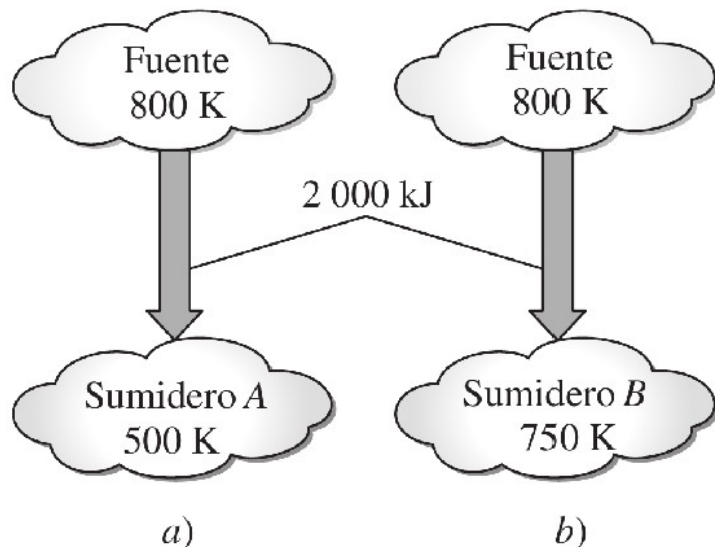 Fuente
800 K
Fuente
800 K
2 000 kJ
Sumidero A
500 K
Sumidero B
750 K
a)
b)